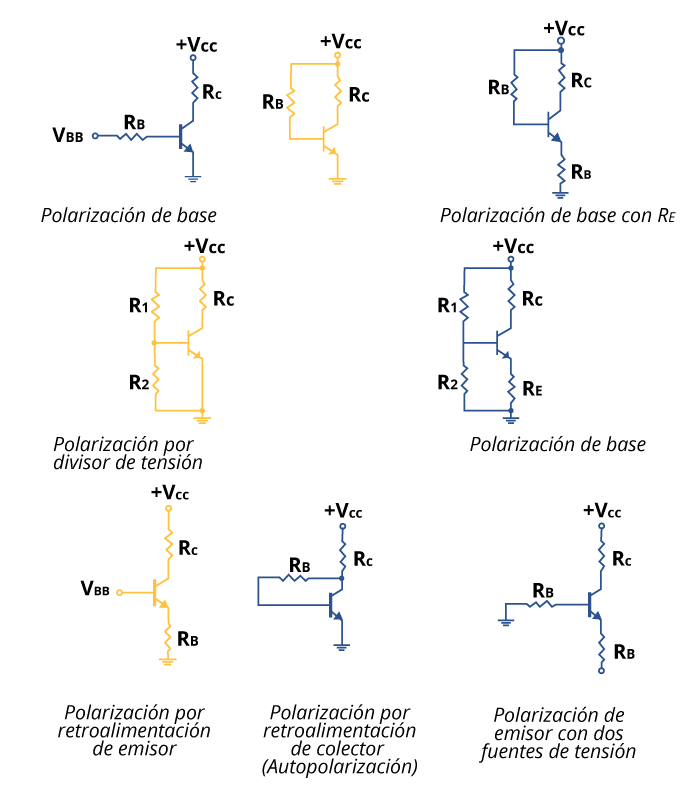 +Vcc
Rc
RB
VBB
Polarización de base
+Vcc
RB
Rc
+Vcc
RB
Rc
RB
Polarización de base con RE
+Vcc
R1
Rc
R2
Polarización por
divisor de tensión
+Vcc
R1
Rc
R2
RE
Polarización de base
+Vcc
Rc
VBB
RB
Polarización por
retroalimentación
de emisor
+Vcc
RB
Rc
Polarización por
retroalimentación
de colector
(Autopolarización)
+Vcc
Rc
RB
RB
Polarización de
emisor con dos
fuentes de tensión